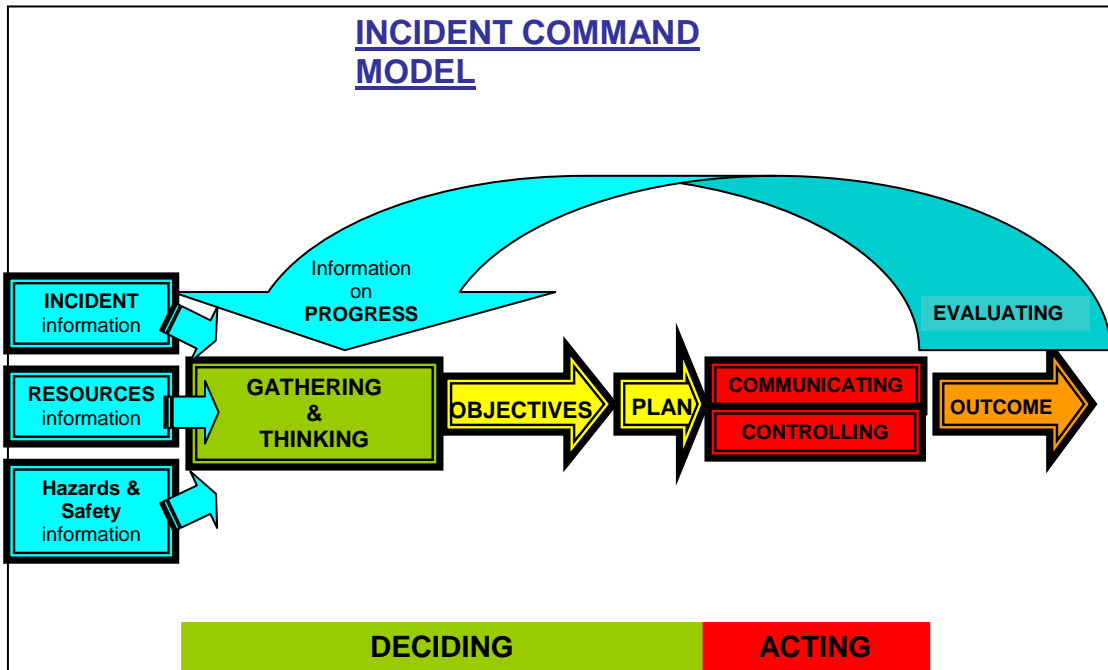 INCIDENT COMMAND
MODEL
Information
on
PROGRESS
EVALUATING
INCIDENT
information
RESOURCES
information
Hazards &
Safety
information
GATHERING
&
THINKING
OBJECTIVES
PLAN
COMMUNICATING
CONTROLLING
OUTCOME
DECIDING
ACTING